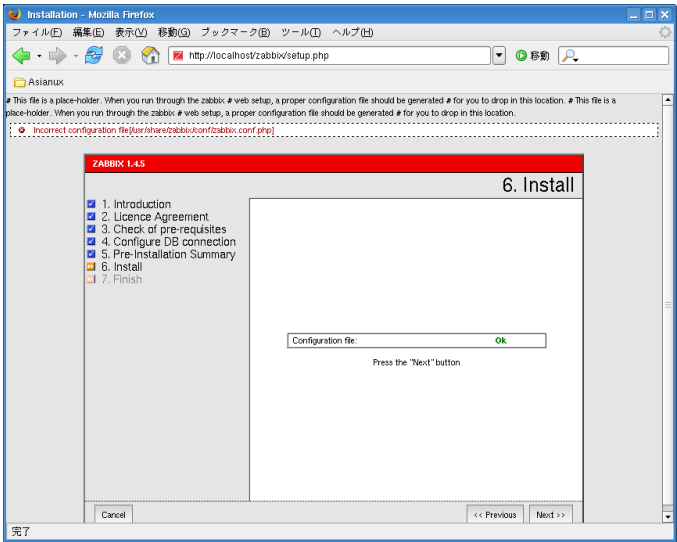 Installation - Mozilla Firefox
ファイル(F) 編集(E) 表示(V) 移動(G) ブックマーク(B) ツール(T) ヘルプ(H)
http://localhost/zabbix/setup.php 移動
Asianux
# This file is a place-holder. When you run through the zabbix # web setup, a proper configuration file should be generated # for you to drop in this location. # This file is a
place-holder. When you run through the zabbix # web setup, a proper configuration file should be generated # for you to drop in this location.
Incorrect configuration file[/usr/share/zabbix/conf/zabbix.conf.php]
ZABBIX 1.4.5
6. Install
1. Introduction
2. Licence Agreement
3. Check of pre-requisites
4. Configure DB connection
5. Pre-Installation Summary
6. Install
7. Finish
Configuration file: Ok
Press the "Next" button
Cancel << Previous Next >>
完了